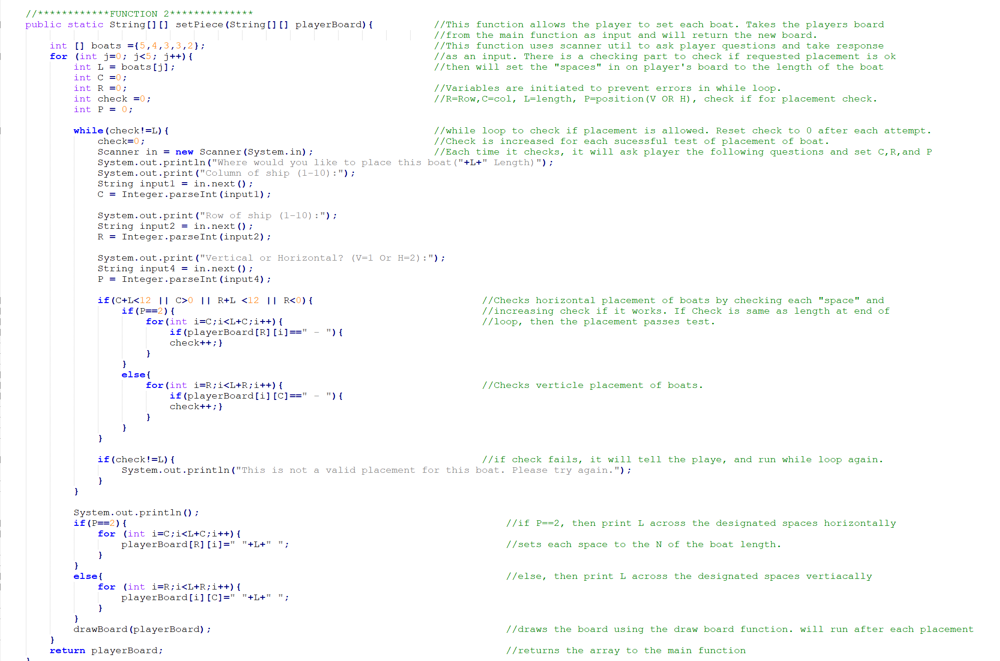 //************FUNCTION 2**************
public static String[][] setPiece(String[][] playerBoard){ //This function allows the player to set each boat. Takes the players board
//from the main function as input and will return the new board.
int [] boats ={5,4,3,3,2}; //This function uses scanner util to ask player questions and take response
for (int j=0; j<5; j++){ //as an input. There is a checking part to check if requested placement is ok
int L = boats[j]; //then will set the "spaces" in on player's board to the length of the boat
int C =0;
int R =0; //Variables are initiated to prevent errors in while loop.
int check =0; //R=Row,C=col, L=length, P=position(V OR H), check if for placement check.
int P = 0;
while(check!=L){ //while loop to check if placement is allowed. Reset check to 0 after each attempt.
check=0; //Check is increased for each sucessful test of placement of boat.
Scanner in = new Scanner(System.in); //Each time it checks, it will ask player the following questions and set C,R,and P
System.out.println("Where would you like to place this boat("+L+" Length)");
System.out.print("Column of ship (1-10):");
String input1 = in.next();
C = Integer.parseInt(input1);
System.out.print("Row of ship (1-10):");
String input2 = in.next();
R = Integer.parseInt(input2);
System.out.print("Vertical or Horizontal? (V=1 Or H=2):");
String input4 = in.next();
P = Integer.parseInt(input4);
if(C+L<12 || C>0 || R+L <12 || R<0){ //Checks horizontal placement of boats by checking each "space" and
if(P==2){ //increasing check if it works. If Check is same as length at end of
for(int i=C;i<L+C;i++){ //loop, then the placement passes test.
if(playerBoard[R][i]==" - "){
check++;}
}
}
else{
for(int i=R;i<L+R;i++){ //Checks verticle placement of boats.
if(playerBoard[i][C]==" - "){
check++;}
}
}
}
if(check!=L){ //if check fails, it will tell the playe, and run while loop again.
System.out.println("This is not a valid placement for this boat. Please try again.");
}
}
System.out.println();
if(P==2){ //if P==2, then print L across the designated spaces horizontally
for (int i=C;i<L+C;i++){
playerBoard[R][i]=" "+L+" "; //sets each space to the N of the boat length.
}
}
else{ //else, then print L across the designated spaces vertiacally
for (int i=R;i<L+R;i++){
playerBoard[i][C]=" "+L+" ";
}
}
drawBoard(playerBoard); //draws the board using the draw board function. will run after each placement
}
return playerBoard; //returns the array to the main function
}